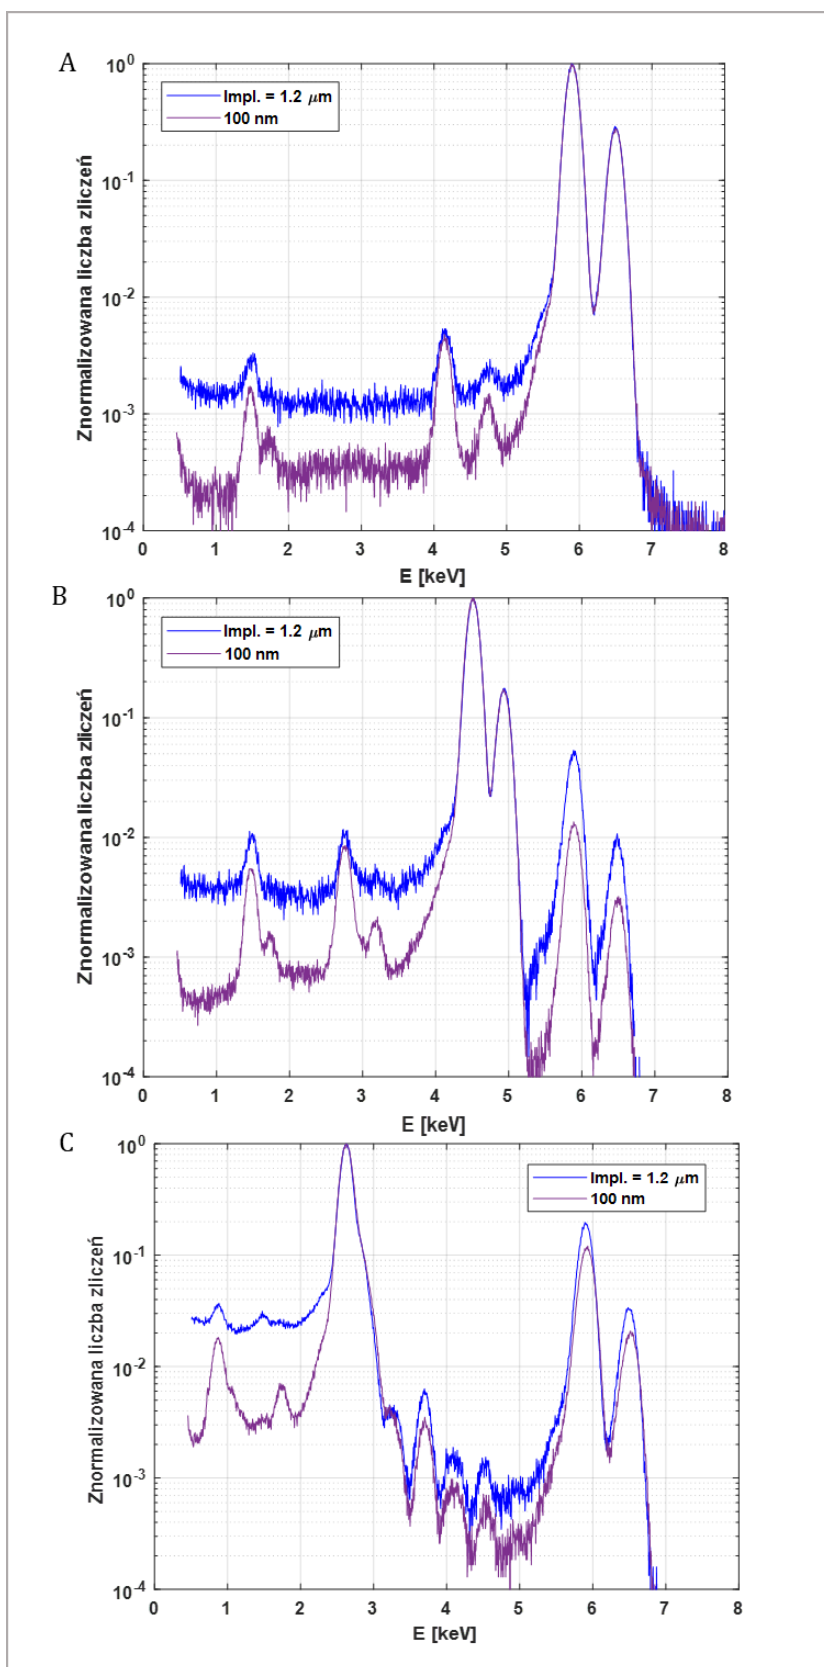 A
10^0
Impl. = 1.2 μm
100 nm
10^-1
10^-2
10^-3
10^-4
Znormalizowana liczba zliczeń
0 1 2 3 4 5 6 7 8
E [keV]
B
10^0
Impl. = 1.2 μm
100 nm
10^-1
10^-2
10^-3
10^-4
Znormalizowana liczba zliczeń
0 1 2 3 4 5 6 7 8
E [keV]
C
10^0
Impl. = 1.2 μm
100 nm
10^-1
10^-2
10^-3
10^-4
Znormalizowana liczba zliczeń
0 1 2 3 4 5 6 7 8
E [keV]